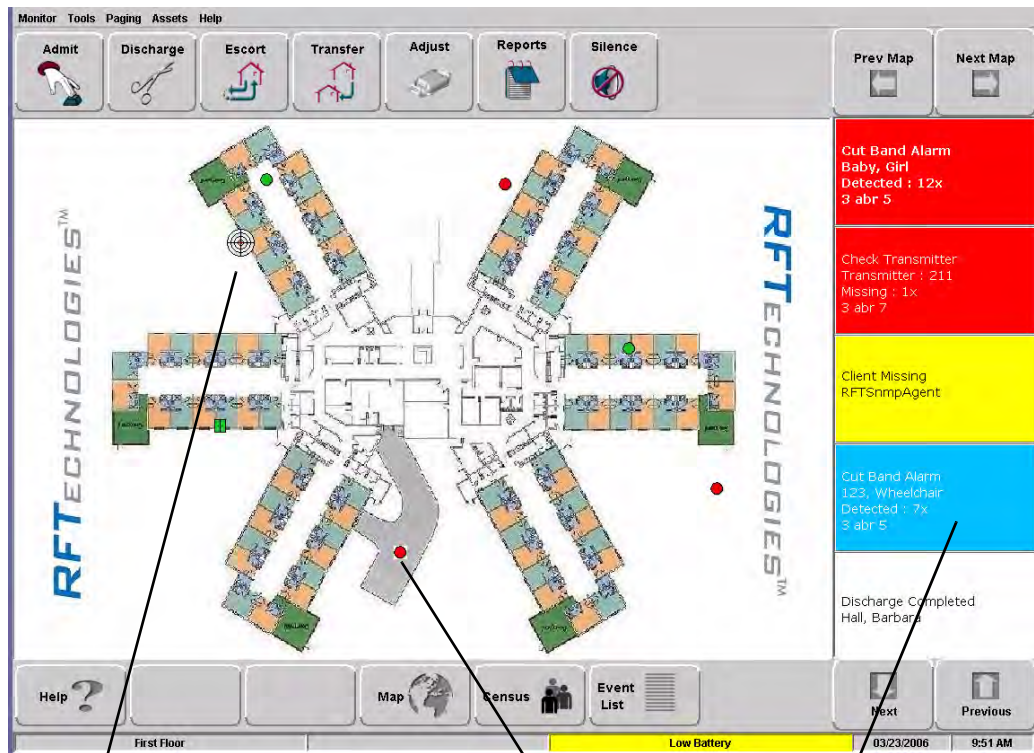 Monitor Tools Paging Assets Help
Admit
Discharge
Escort
Transfer
Adjust
Reports
Silence
Prev Map
Next Map
RFTECHNOLOGIES™
RFTECHNOLOGIES™
Cut Band Alarm
Baby, Girl
Detected : 12x
3 abr 5
Check Transmitter
Transmitter : 211
Missing : 1x
3 abr 7
Client Missing
RFTSnmpAgent
Cut Band Alarm
123, Wheelchair
Detected : 7x
3 abr 5
Discharge Completed
Hall, Barbara
Help
Map
Census
Event
List
Next
Previous
First Floor
Low Battery
03/23/2006
9:51 AM